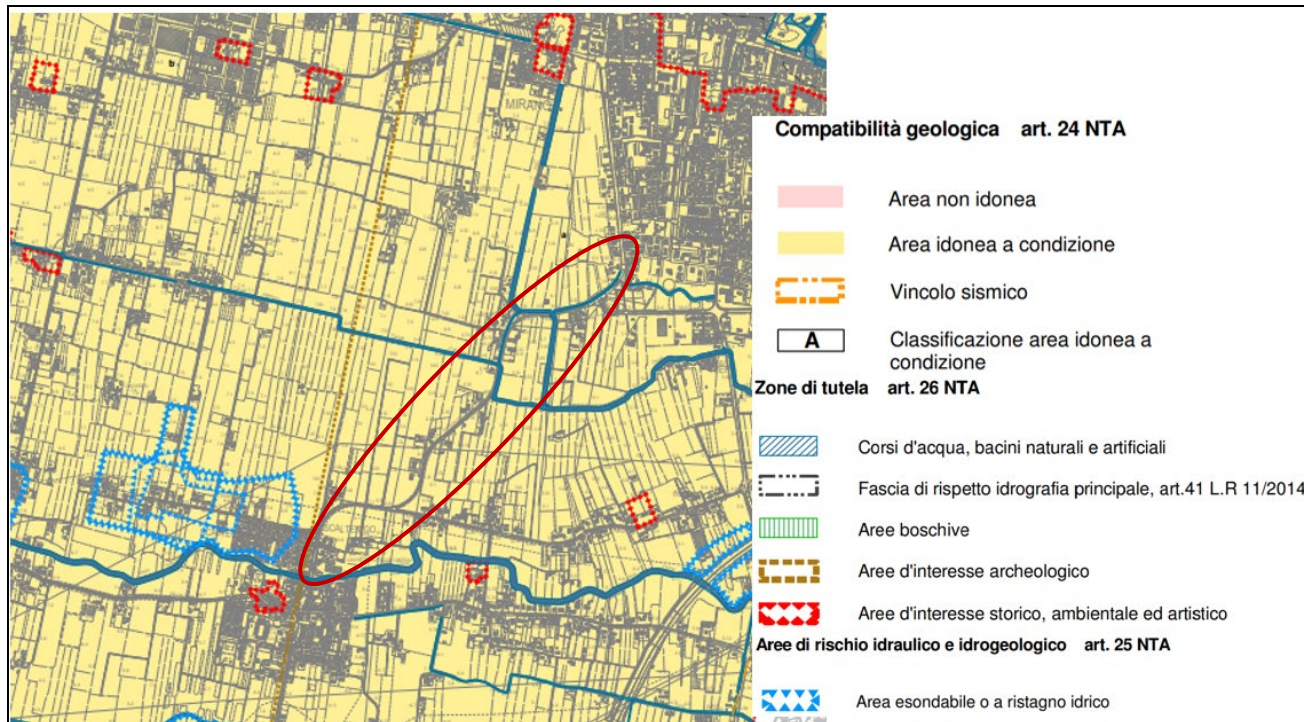 b
MIRANO
a
Compatibilità geologica art. 24 NTA
Area non idonea
Area idonea a condizione
Vincolo sismico
A
Classificazione area idonea a
condizione
Zone di tutela art. 26 NTA
Corsi d'acqua, bacini naturali e artificiali
Fascia di rispetto idrografia principale, art.41 L.R 11/2014
Aree boschive
Aree d'interesse archeologico
Aree d'interesse storico, ambientale ed artistico
Aree di rischio idraulico e idrogeologico art. 25 NTA
Area esondabile o a ristagno idrico